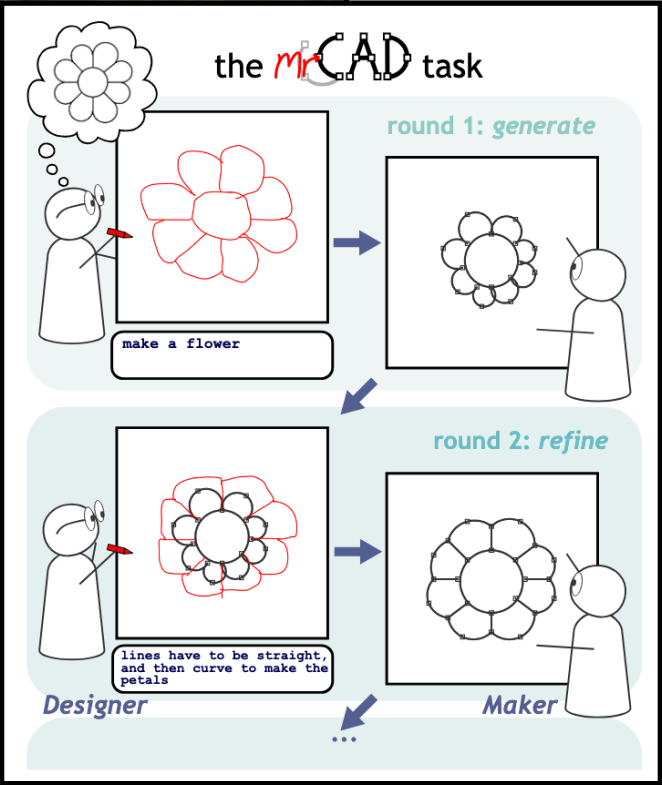 the mrCAD task
round 1: generate
make a flower
round 2: refine
lines have to be straight,
and then curve to make the
petals
Designer
Maker
...